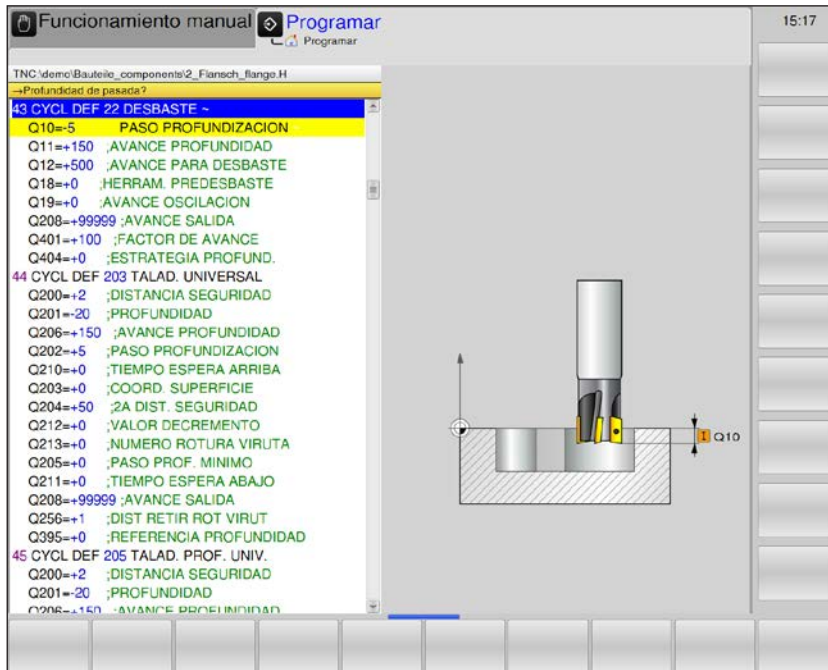 Funcionamiento manual
Programar
Programar
15:17
TNC:\demo\Bauteile_components\2_Flansch_flange.H
→Profundidad de pasada?
43 CYCL DEF 22 DESBASTE ~
Q10=-5 PASO PROFUNDIZACION
Q11=+150 ;AVANCE PROFUNDIDAD
Q12=+500 ;AVANCE PARA DESBASTE
Q18=+0 ;HERRAM. PREDESBASTE
Q19=+0 ;AVANCE OSCILACION
Q208=+99999 ;AVANCE SALIDA
Q401=+100 ;FACTOR DE AVANCE
Q404=+0 ;ESTRATEGIA PROFUND.
44 CYCL DEF 203 TALAD. UNIVERSAL
Q200=+2 ;DISTANCIA SEGURIDAD
Q201=-20 ;PROFUNDIDAD
Q206=+150 ;AVANCE PROFUNDIDAD
Q202=+5 ;PASO PROFUNDIZACION
Q210=+0 ;TIEMPO ESPERA ARRIBA
Q203=+0 ;COORD. SUPERFICIE
Q204=+50 ;2A DIST. SEGURIDAD
Q212=+0 ;VALOR DECREMENTO
Q213=+0 ;NUMERO ROTURA VIRUTA
Q205=+0 ;PASO PROF. MINIMO
Q211=+0 ;TIEMPO ESPERA ABAJO
Q208=+99999 ;AVANCE SALIDA
Q256=+1 ;DIST RETIR ROT VIRUT
Q395=+0 ;REFERENCIA PROFUNDIDAD
45 CYCL DEF 205 TALAD. PROF. UNIV.
Q200=+2 ;DISTANCIA SEGURIDAD
Q201=-20 ;PROFUNDIDAD
Q206=+150 ;AVANCE PROFUNDIDAD
I Q10